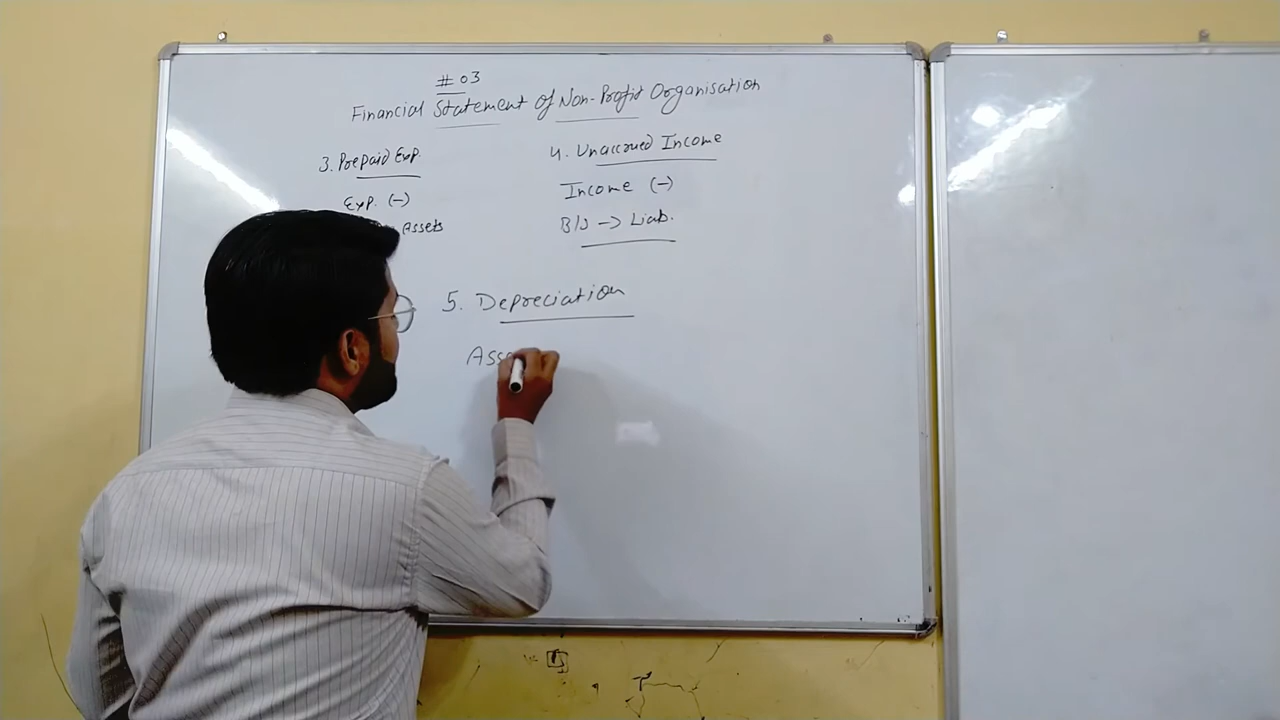 # 03
Financial Statement of Non-Profit Organisation
3. Prepaid Exp.
Exp. (-)
Assets
4. Unaccrued Income
Income (-)
B/S -> Liab.
5. Depreciation